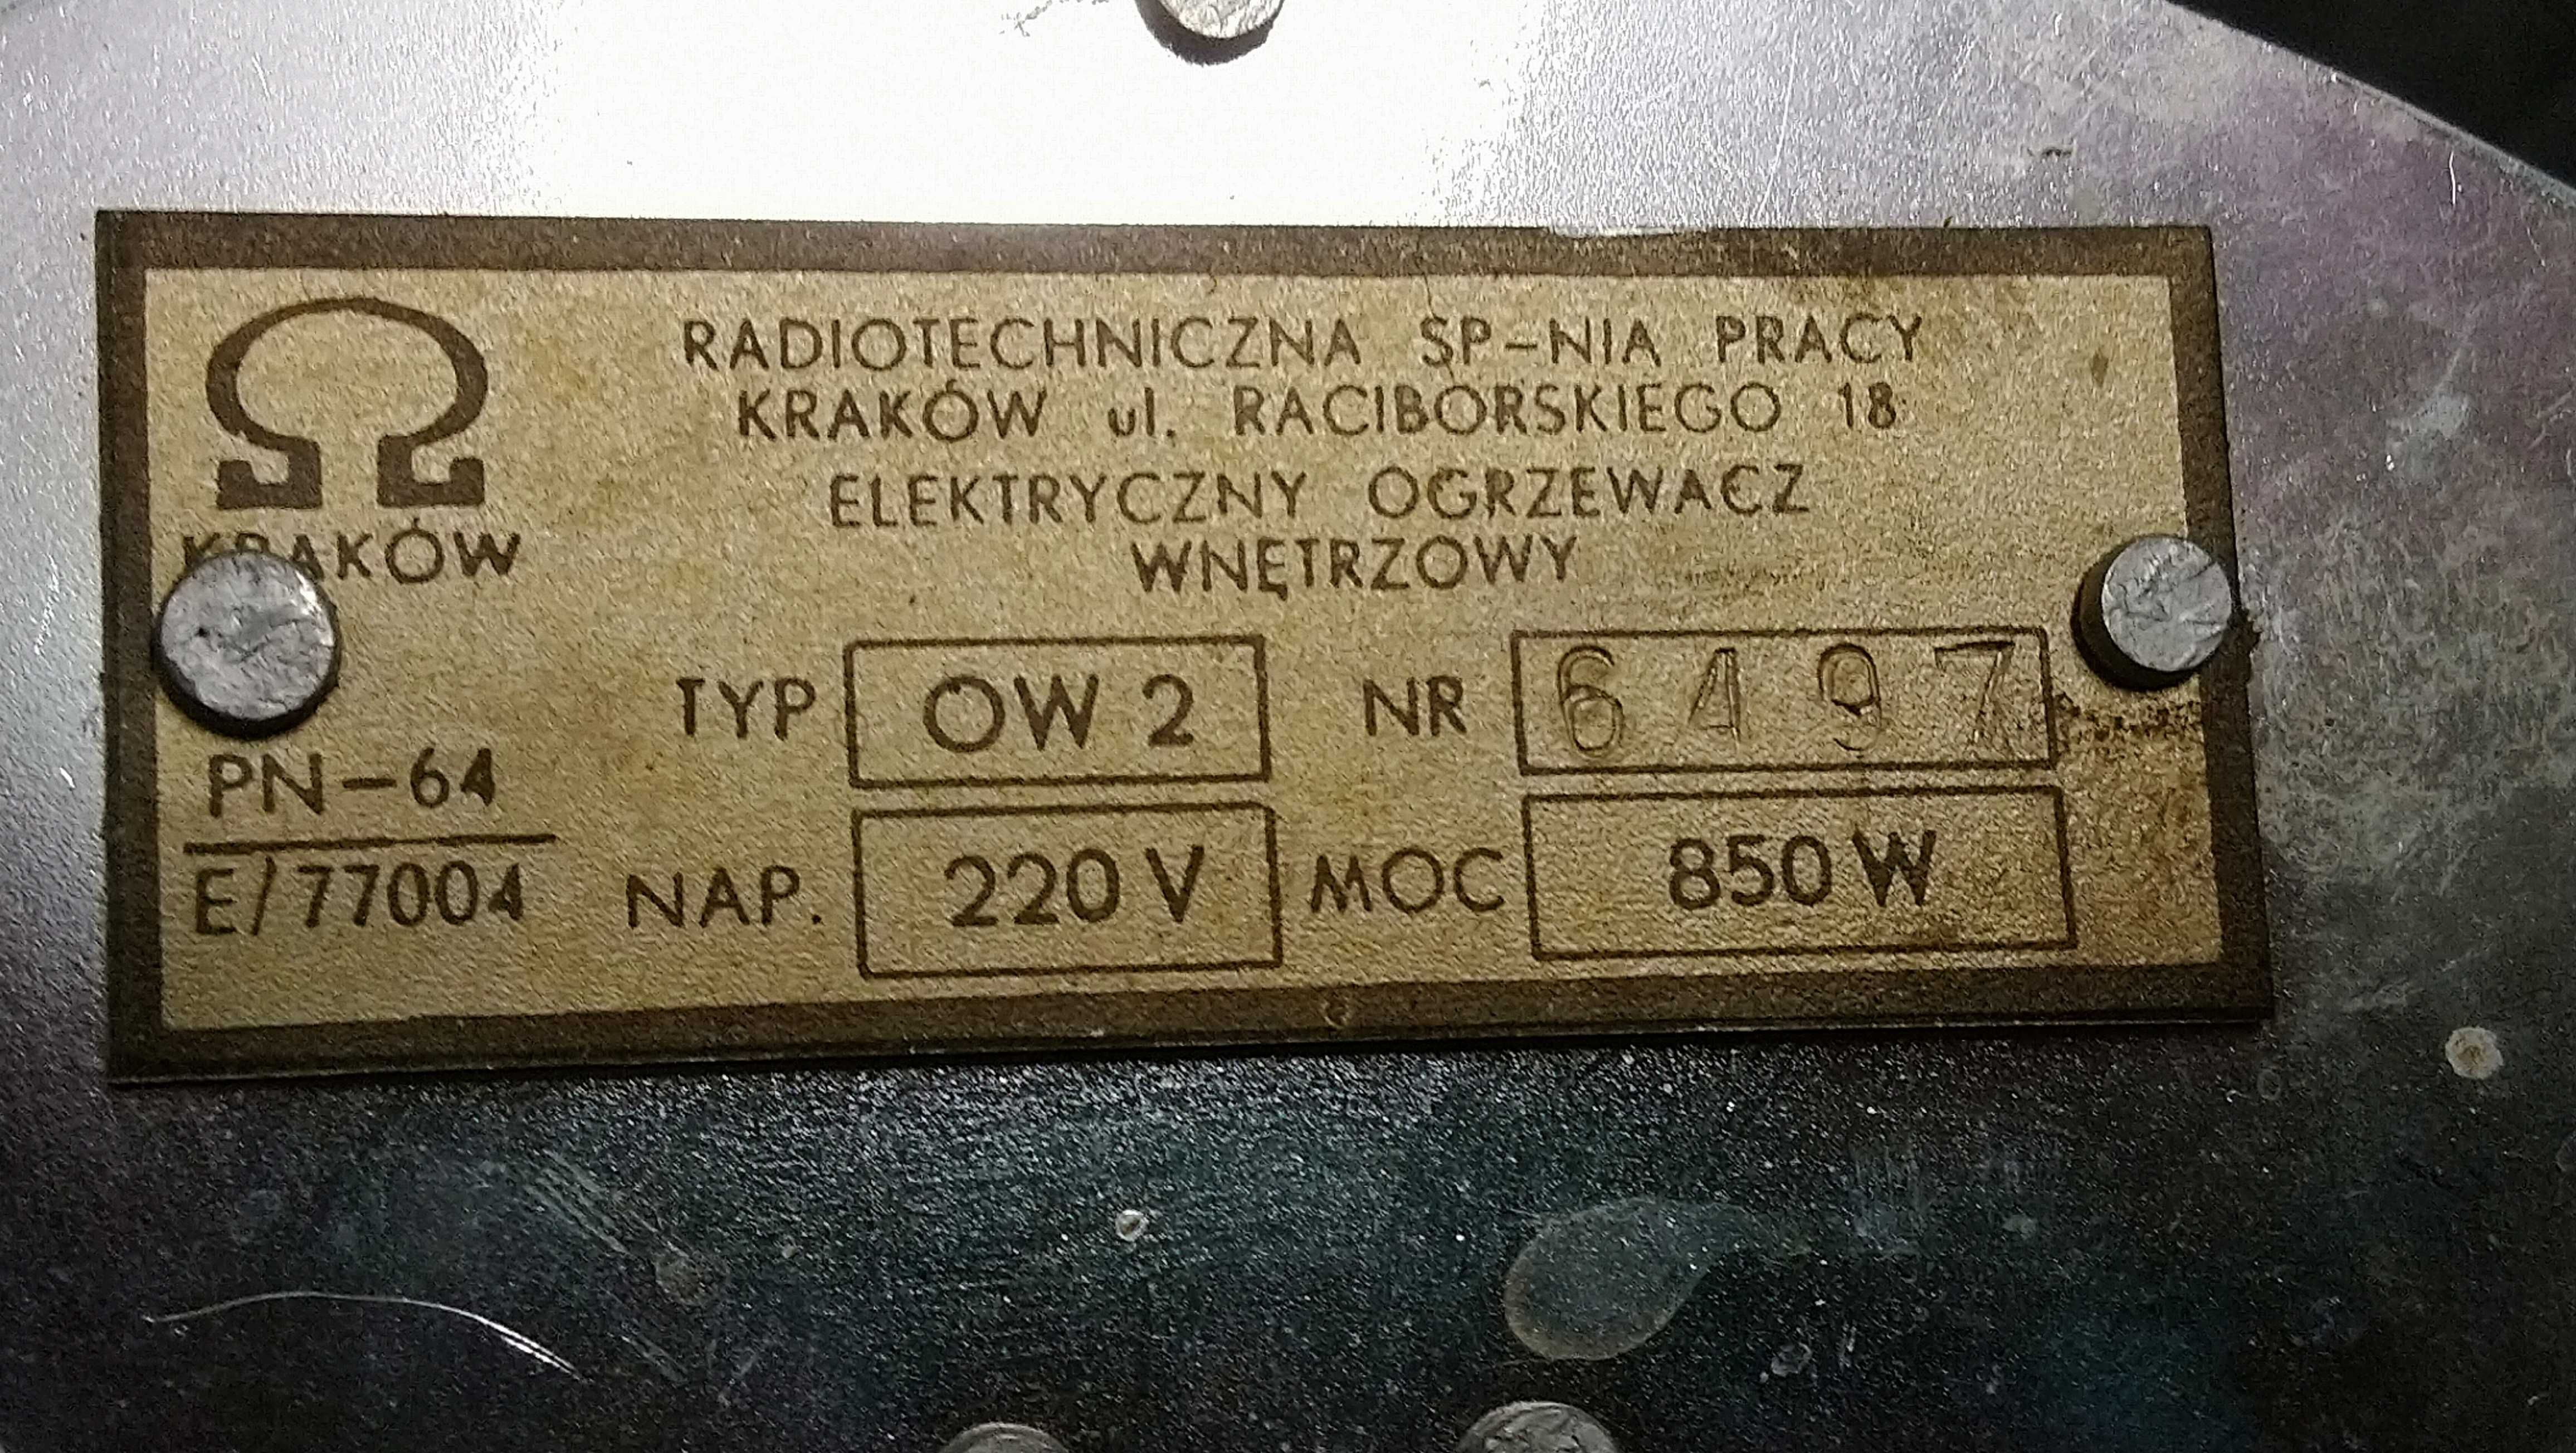 Ω
KRAKÓW
RADIOTECHNICZNA SP-NIA PRACY
KRAKÓW ul. RACIBORSKIEGO 18
ELEKTRYCZNY OGRZEWACZ
WNĘTRZOWY
TYP OW 2 NR 6497
PN-64
E/77004
NAP. 220 V MOC 850 W